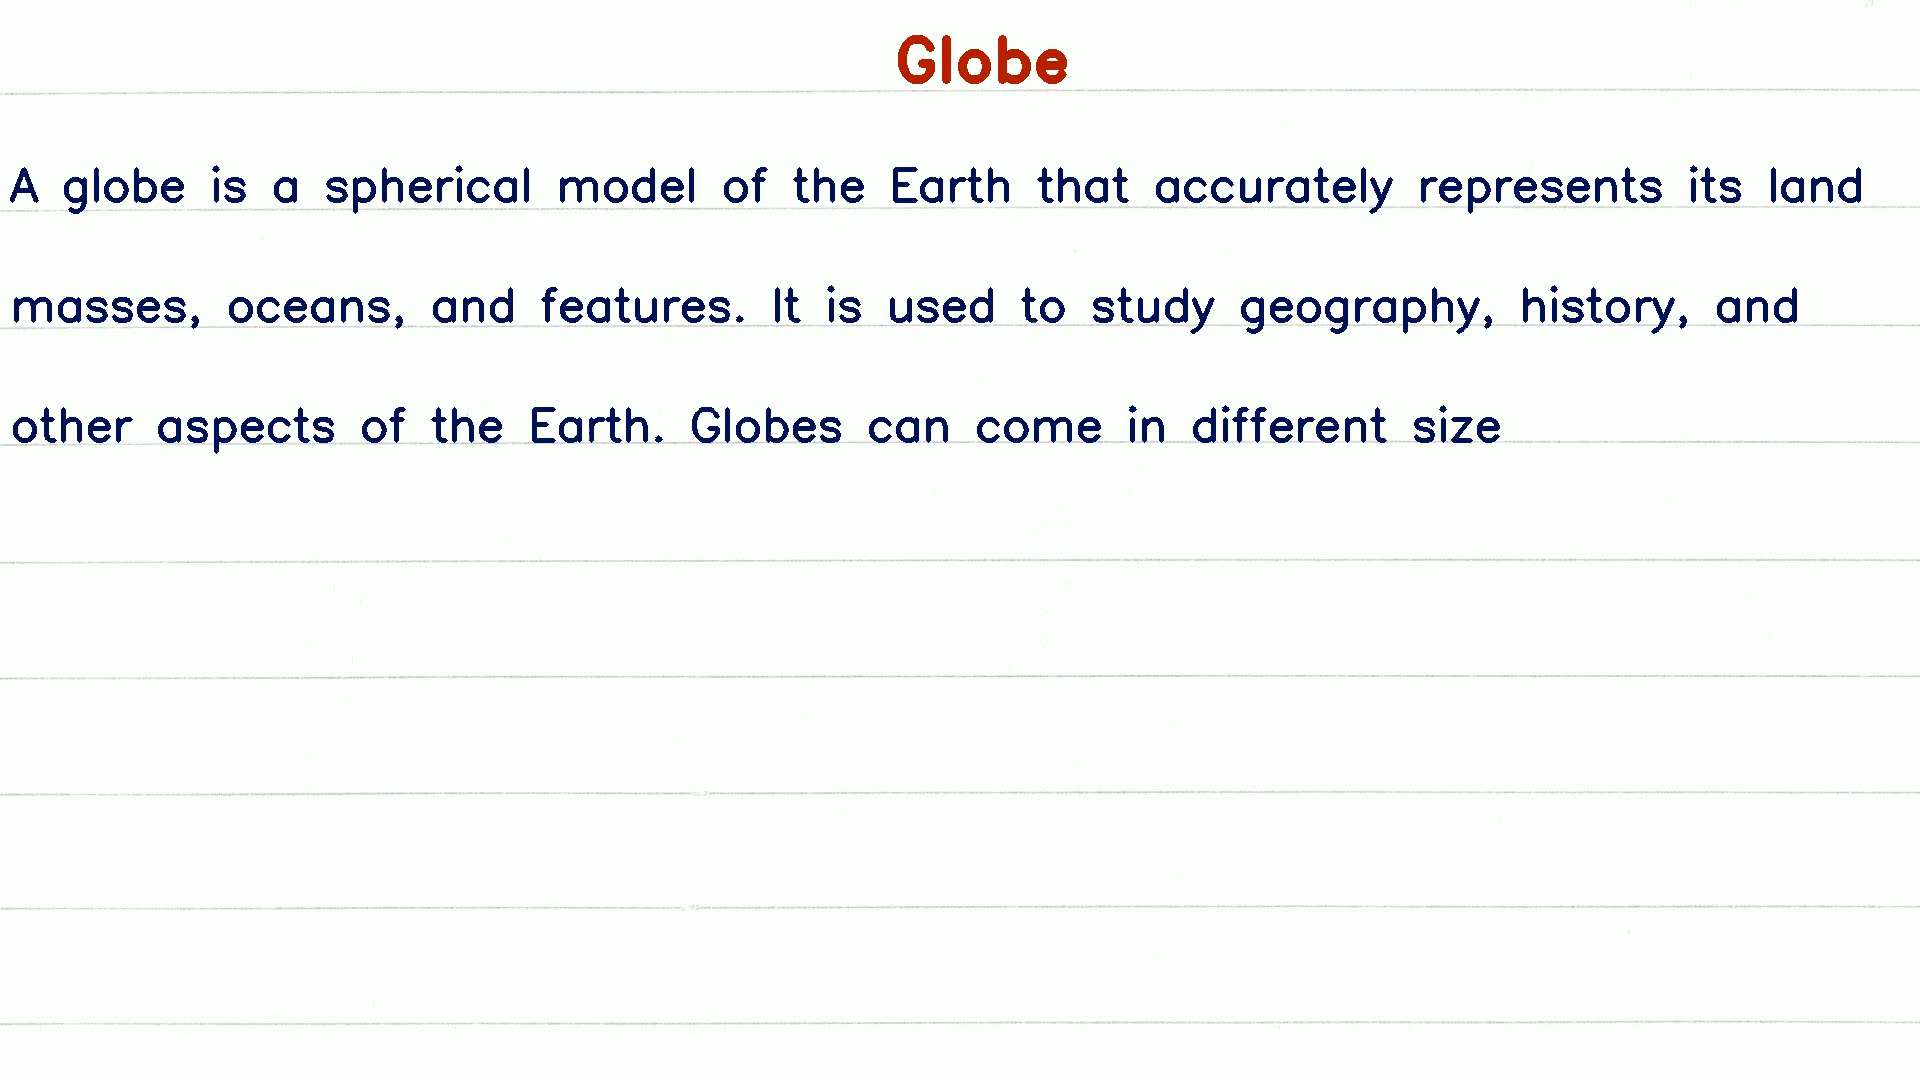 Globe
A globe is a spherical model of the Earth that accurately represents its land
masses, oceans, and features. It is used to study geography, history, and
other aspects of the Earth. Globes can come in different size